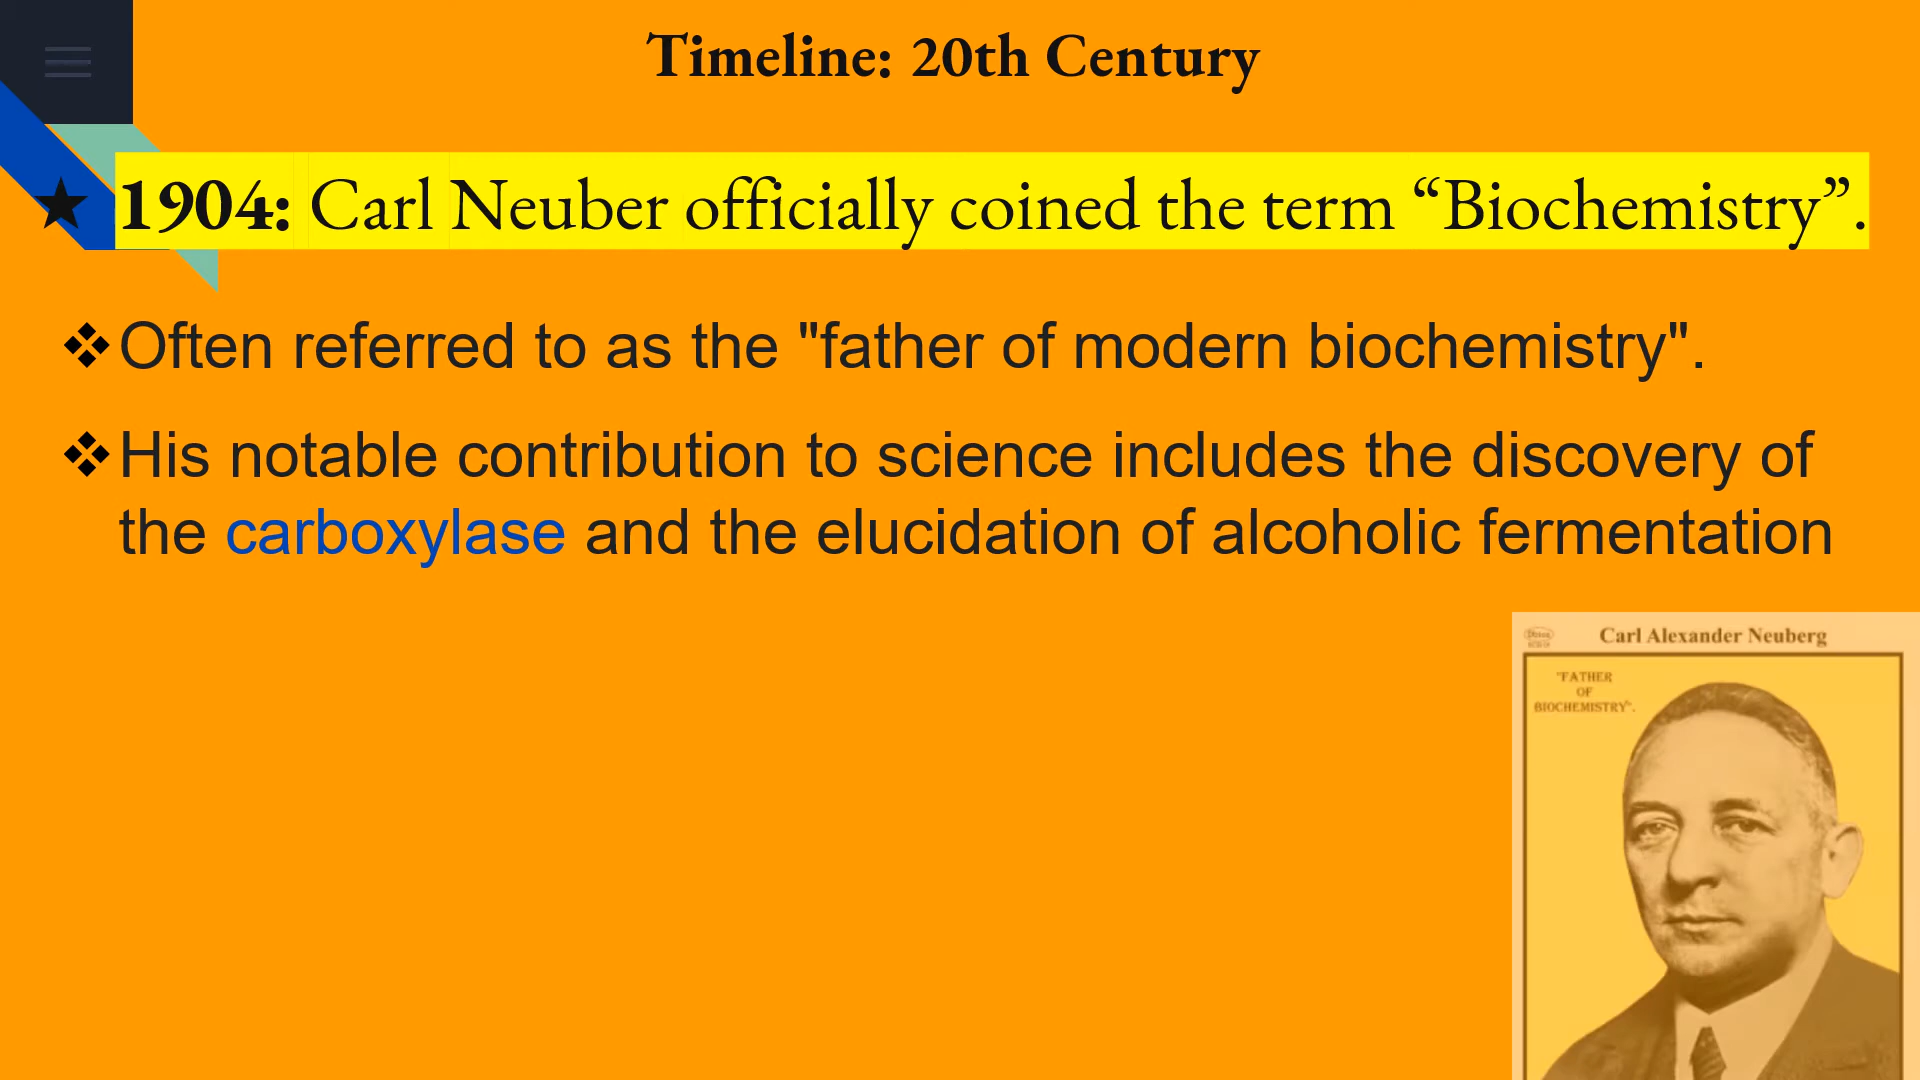 Timeline: 20th Century
★ 1904: Carl Neuber officially coined the term “Biochemistry”.
❖ Often referred to as the "father of modern biochemistry".
❖ His notable contribution to science includes the discovery of
the carboxylase and the elucidation of alcoholic fermentation
Carl Alexander Neuberg
"FATHER
OF
BIOCHEMISTRY".